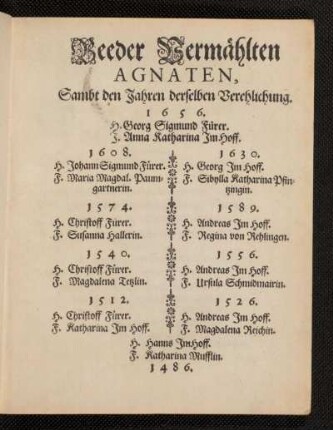 Beeder Vermählten
AGNATEN,
Sambt den Jahren derselben Verehlichung.
1656.
H. Georg Sigmund Fürer.
J. Anna Katharina Im Hoff.
1608.
H. Johann Sigmund Fürer.
F. Maria Magdal. Paum-
gartnerin.
1574.
H. Christoff Fürer.
F. Susanna Hallerin.
1540.
H. Christoff Fürer.
F. Magdalena Tetzlin.
1512.
H. Christoff Fürer.
F. Katharina Im Hoff.
1630.
H. Georg Im Hoff.
F. Sibylla Katharina Pfin-
tzingin.
1589.
H. Andreas Im Hoff.
F. Regina von Rehlingen.
1556.
H. Andreas Im Hoff.
F. Ursula Schmidmairin.
1526.
H. Andreas Im Hoff.
F. Magdalena Reichin.
H. Hanns Im Hoff.
F. Katharina Mufflin.
1486.